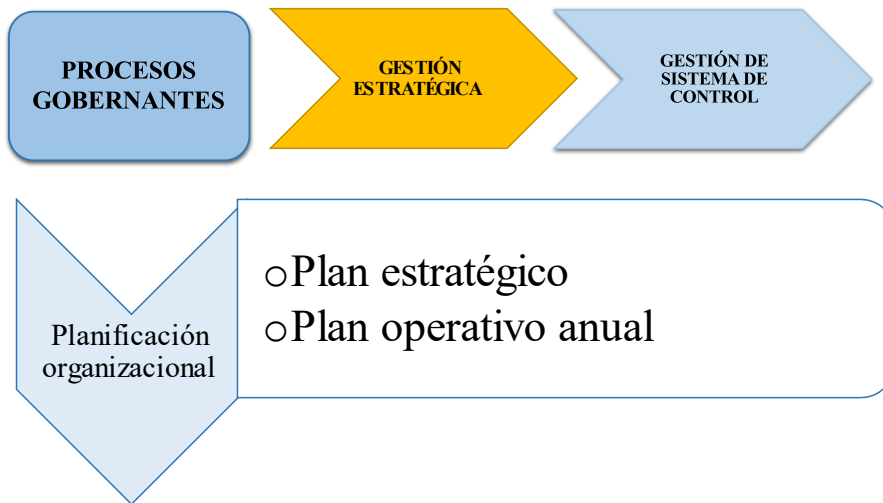 PROCESOS
GOBERNANTES
GESTIÓN
ESTRATÉGICA
GESTIÓN DE
SISTEMA DE
CONTROL
Planificación
organizacional
oPlan estratégico
oPlan operativo anual